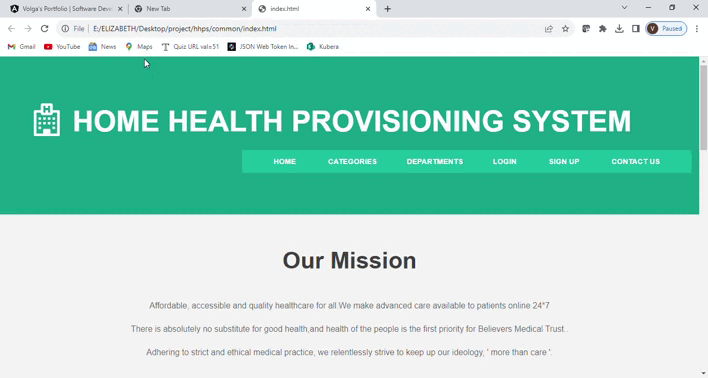 Volga's Portfolio | Software Deve
New Tab
index.html
File
E:/ELIZABETH/Desktop/project/hhps/common/index.html
V
Paused
Gmail
YouTube
News
Maps
Quiz URL val=51
JSON Web Token In...
Kubera
H
HOME HEALTH PROVISIONING SYSTEM
HOME
CATEGORIES
DEPARTMENTS
LOGIN
SIGN UP
CONTACT US
Our Mission
Affordable, accessible and quality healthcare for all.We make advanced care available to patients online 24*7
There is absolutely no substitute for good health,and health of the people is the first priority for Believers Medical Trust .
Adhering to strict and ethical medical practice, we relentlessly strive to keep up our ideology, ' more than care '.